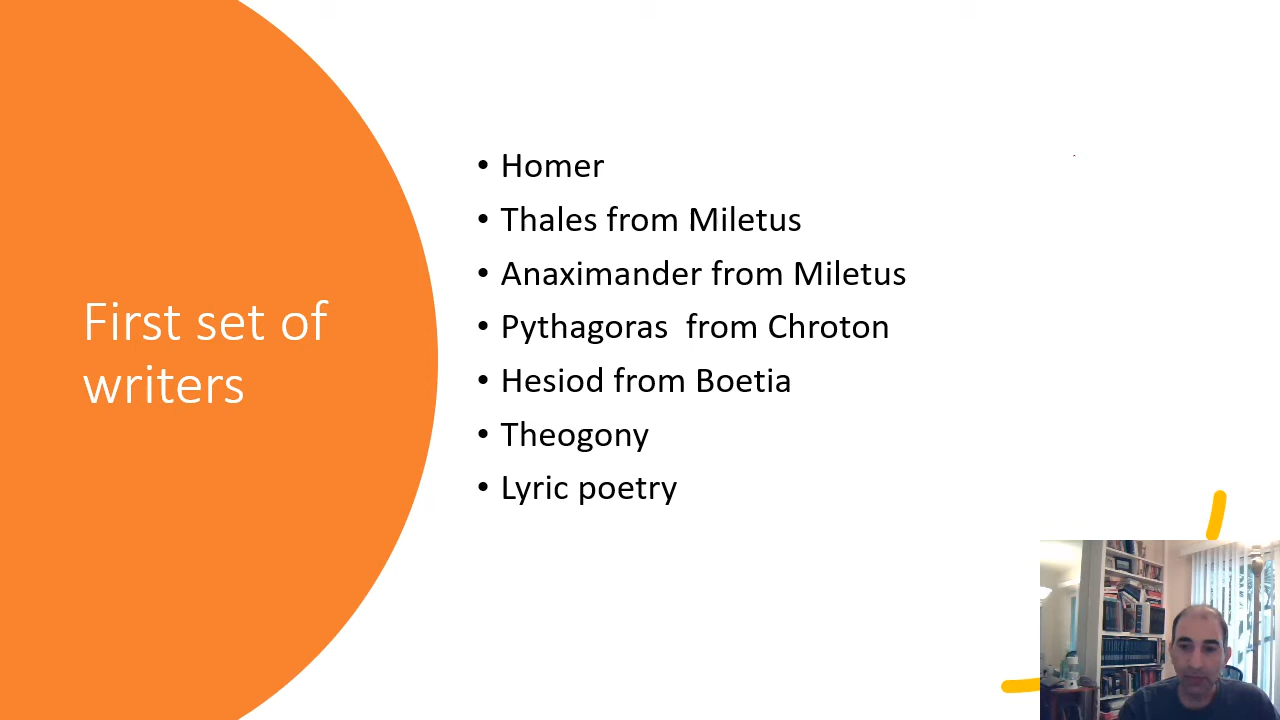 First set of
writers
• Homer
• Thales from Miletus
• Anaximander from Miletus
• Pythagoras  from Chroton
• Hesiod from Boetia
• Theogony
• Lyric poetry